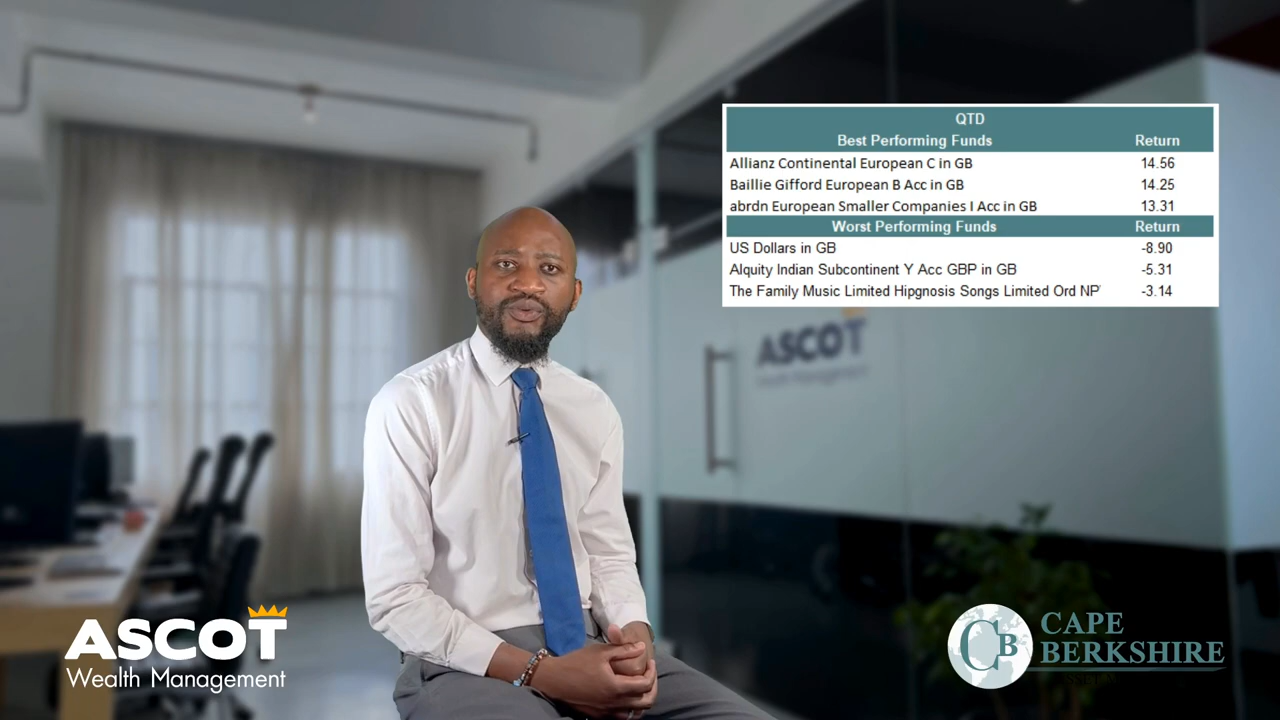 QTD
Best Performing Funds Return
Allianz Continental European C in GB 14.56
Baillie Gifford European B Acc in GB 14.25
abrdn European Smaller Companies I Acc in GB 13.31
Worst Performing Funds Return
US Dollars in GB -8.90
Alquity Indian Subcontinent Y Acc GBP in GB -5.31
The Family Music Limited Hipgnosis Songs Limited Ord NP -3.14
ASCOT
ASCOT
Wealth Management
CB
CAPE
BERKSHIRE